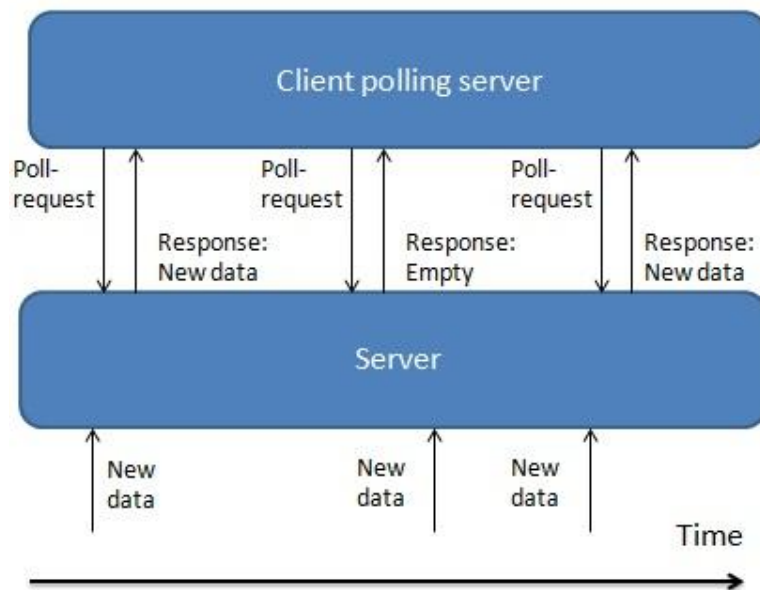 Client polling server
Poll-
request
Poll-
request
Poll-
request
Response:
New data
Response:
Empty
Response:
New data
Server
New
data
New
data
New
data
Time